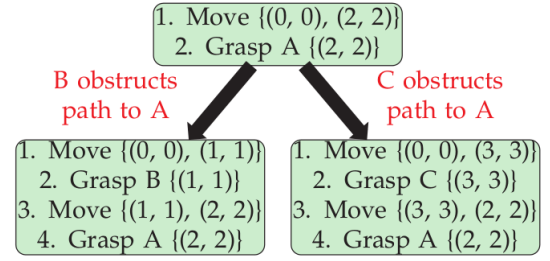 1. Move {(0, 0), (2, 2)}
2. Grasp A {(2, 2)}
B obstructs
path to A
C obstructs
path to A
1. Move {(0, 0), (1, 1)}
2. Grasp B {(1, 1)}
3. Move {(1, 1), (2, 2)}
4. Grasp A {(2, 2)}
1. Move {(0, 0), (3, 3)}
2. Grasp C {(3, 3)}
3. Move {(3, 3), (2, 2)}
4. Grasp A {(2, 2)}